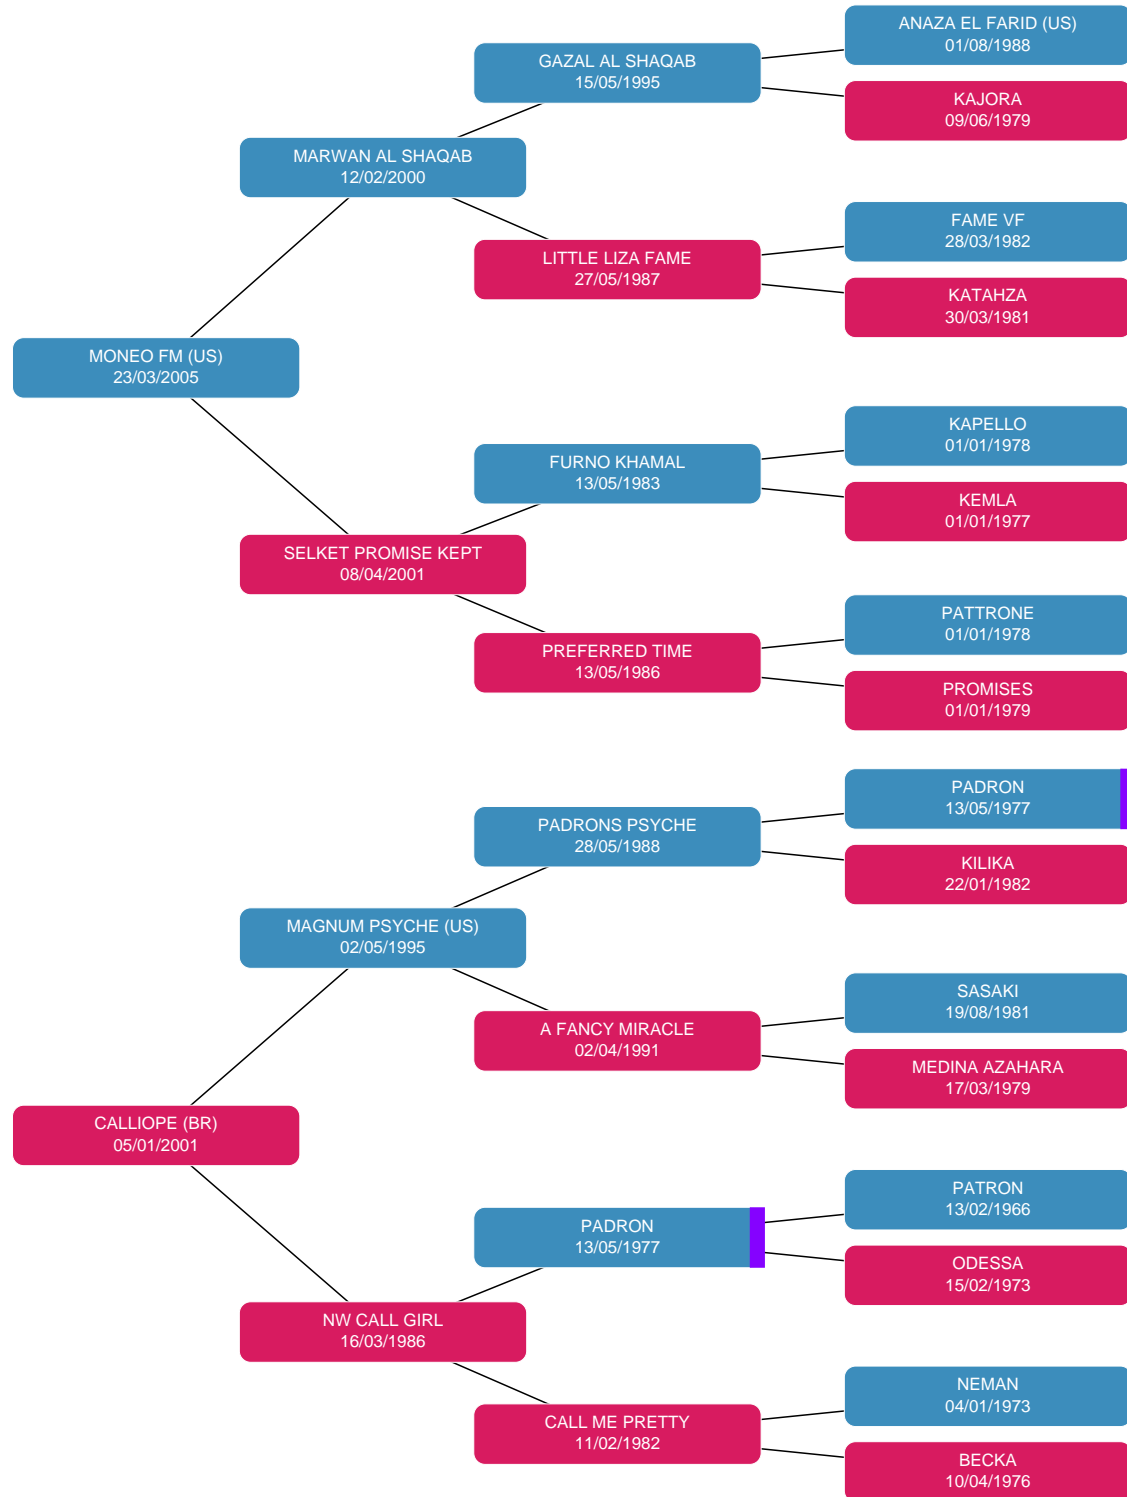 ANAZA EL FARID (US)
01/08/1988
GAZAL AL SHAQAB
15/05/1995
KAJORA
09/06/1979
MARWAN AL SHAQAB
12/02/2000
FAME VF
28/03/1982
LITTLE LIZA FAME
27/05/1987
KATAHZA
30/03/1981
MONEO FM (US)
23/03/2005
KAPELLO
01/01/1978
FURNO KHAMAL
13/05/1983
KEMLA
01/01/1977
SELKET PROMISE KEPT
08/04/2001
PATTRONE
01/01/1978
PREFERRED TIME
13/05/1986
PROMISES
01/01/1979
PADRON
13/05/1977
PADRONS PSYCHE
28/05/1988
KILIKA
22/01/1982
MAGNUM PSYCHE (US)
02/05/1995
SASAKI
19/08/1981
A FANCY MIRACLE
02/04/1991
MEDINA AZAHARA
17/03/1979
CALLIOPE (BR)
05/01/2001
PATRON
13/02/1966
PADRON
13/05/1977
ODESSA
15/02/1973
NW CALL GIRL
16/03/1986
NEMAN
04/01/1973
CALL ME PRETTY
11/02/1982
BECKA
10/04/1976